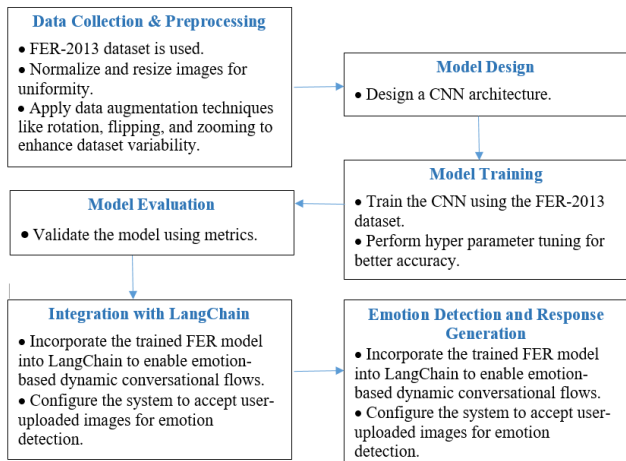 Data Collection & Preprocessing
• FER-2013 dataset is used.
• Normalize and resize images for
uniformity.
• Apply data augmentation techniques
like rotation, flipping, and zooming to
enhance dataset variability.
Model Design
• Design a CNN architecture.
Model Training
• Train the CNN using the FER-2013
dataset.
• Perform hyper parameter tuning for
better accuracy.
Model Evaluation
• Validate the model using metrics.
Integration with LangChain
• Incorporate the trained FER model
into LangChain to enable emotion-
based dynamic conversational flows.
• Configure the system to accept user-
uploaded images for emotion
detection.
Emotion Detection and Response
Generation
• Incorporate the trained FER model
into LangChain to enable emotion-
based dynamic conversational flows.
• Configure the system to accept user-
uploaded images for emotion
detection.